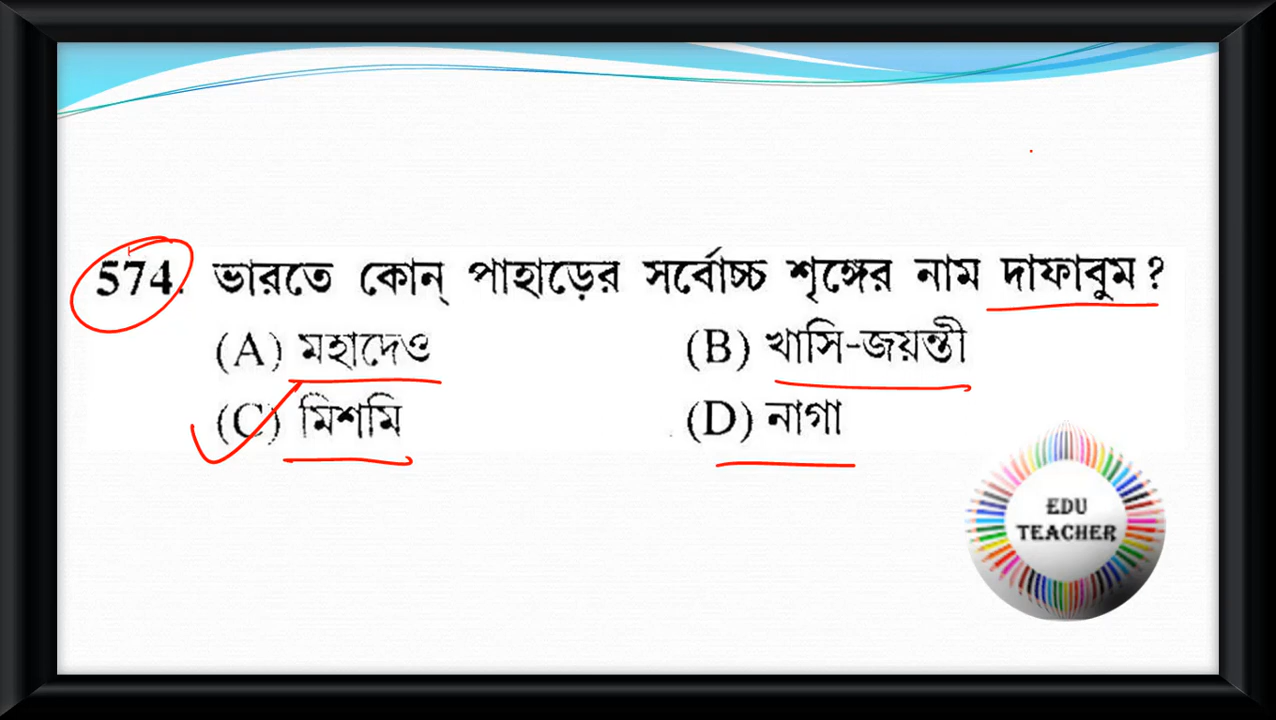 574. ভারতে কোন্ পাহাড়ের সর্বোচ্চ শৃঙ্গের নাম দাফাবুম?
(A) মহাদেও (B) খাসি-জয়ন্তী
(C) মিশমি (D) নাগা
EDU
TEACHER